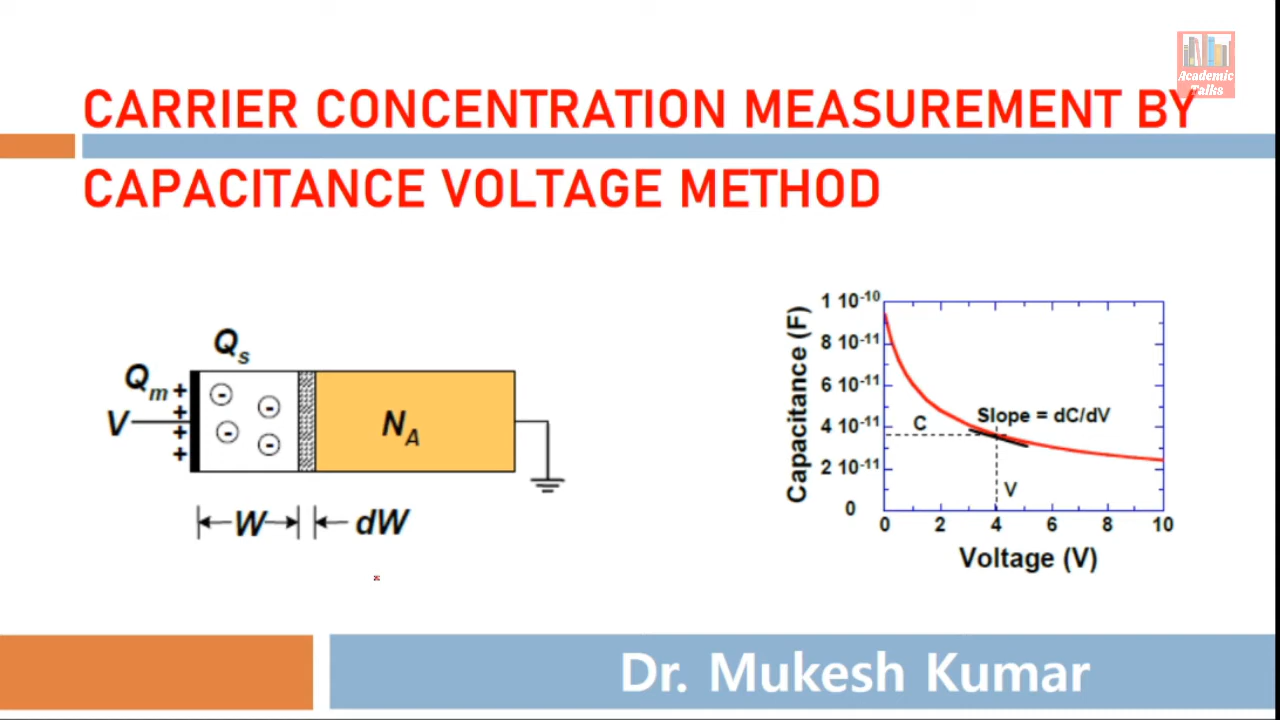 Academic
Talks
CARRIER CONCENTRATION MEASUREMENT BY
CAPACITANCE VOLTAGE METHOD
Qs
Qm
+
+
+
+
V
-
-
-
-
NA
W
dW
Capacitance (F)
1 10-10
8 10-11
6 10-11
4 10-11
2 10-11
0
C
Slope = dC/dV
V
0 2 4 6 8 10
Voltage (V)
Dr. Mukesh Kumar